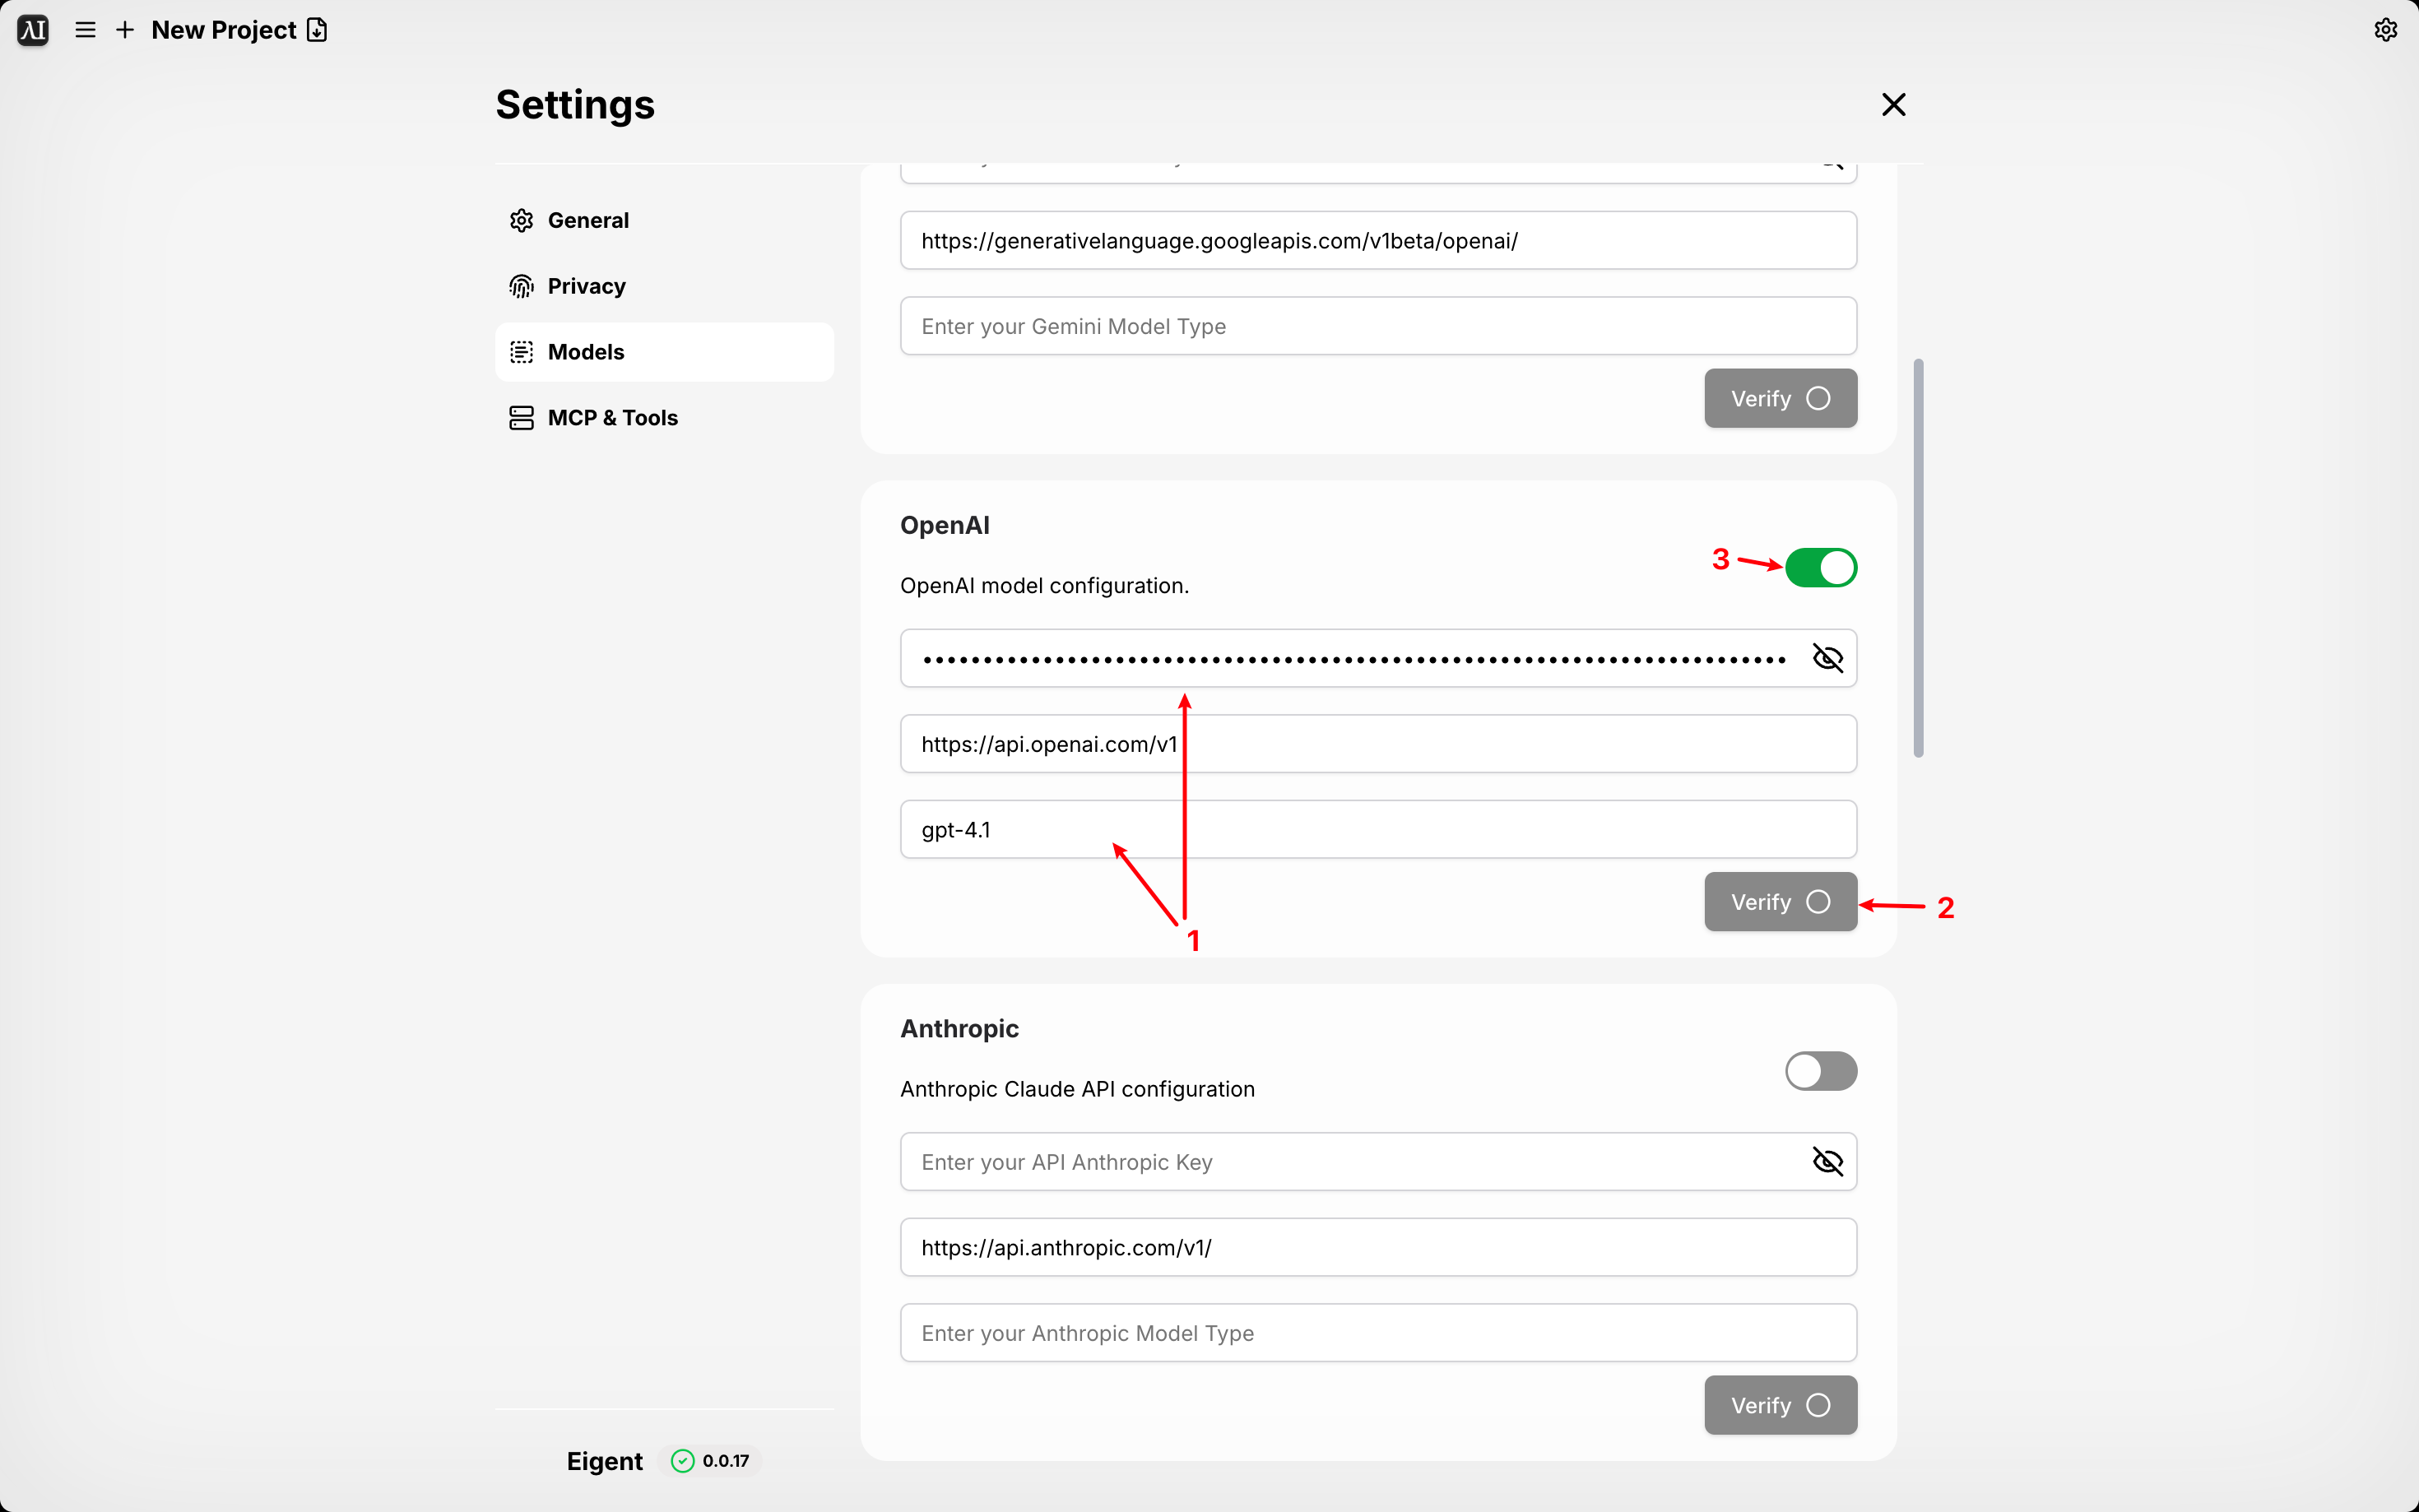 New Project
Settings
General
Privacy
Models
MCP & Tools
https://generativelanguage.googleapis.com/v1beta/openai/
Enter your Gemini Model Type
Verify
OpenAI
3
OpenAI model configuration.
https://api.openai.com/v1
gpt-4.1
Verify
2
1
Anthropic
Anthropic Claude API configuration
Enter your API Anthropic Key
https://api.anthropic.com/v1/
Enter your Anthropic Model Type
Verify
Eigent
0.0.17